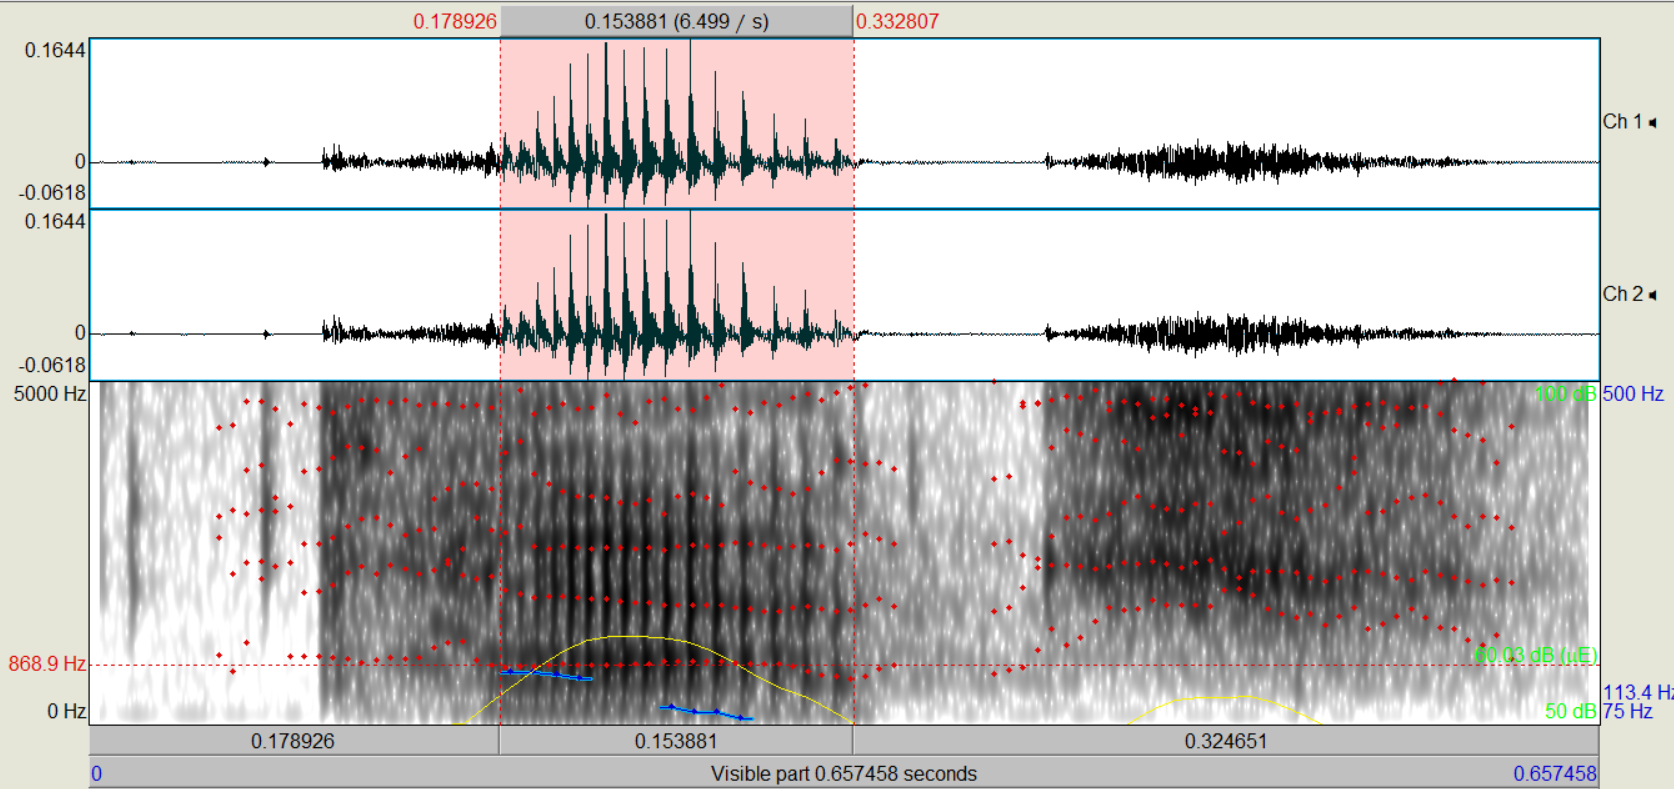 0.178926 0.153881 (6.499 / s) 0.332807
0.1644
0
-0.0618
Ch 1
0.1644
0
-0.0618
Ch 2
5000 Hz 100 dB 500 Hz
868.9 Hz 60.03 dB (µE)
113.4 Hz
0 Hz 50 dB 75 Hz
0.178926 0.153881 0.324651
0 Visible part 0.657458 seconds 0.657458